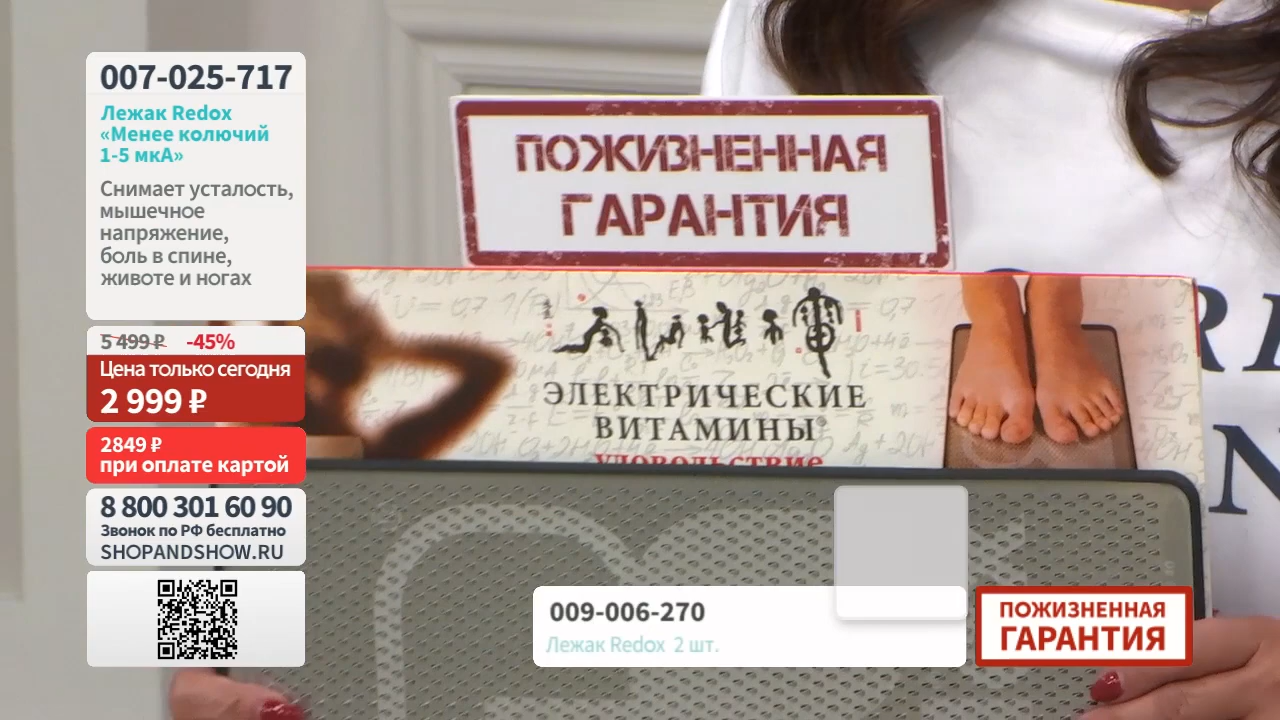 007-025-717
Лежак Redox
«Менее колючий
1-5 мкА»
Снимает усталость,
мышечное
напряжение,
боль в спине,
животе и ногах
5 499 ₽ -45%
Цена только сегодня
2 999 ₽
2849 ₽
при оплате картой
8 800 301 60 90
Звонок по РФ бесплатно
SHOPANDSHOW.RU
ПОЖИЗНЕННАЯ
ГАРАНТИЯ
ЭЛЕКТРИЧЕСКИЕ
ВИТАМИНЫ®
УДОВОЛЬСТВИЕ
009-006-270
Лежак Redox 2 шт.
ПОЖИЗНЕННАЯ
ГАРАНТИЯ